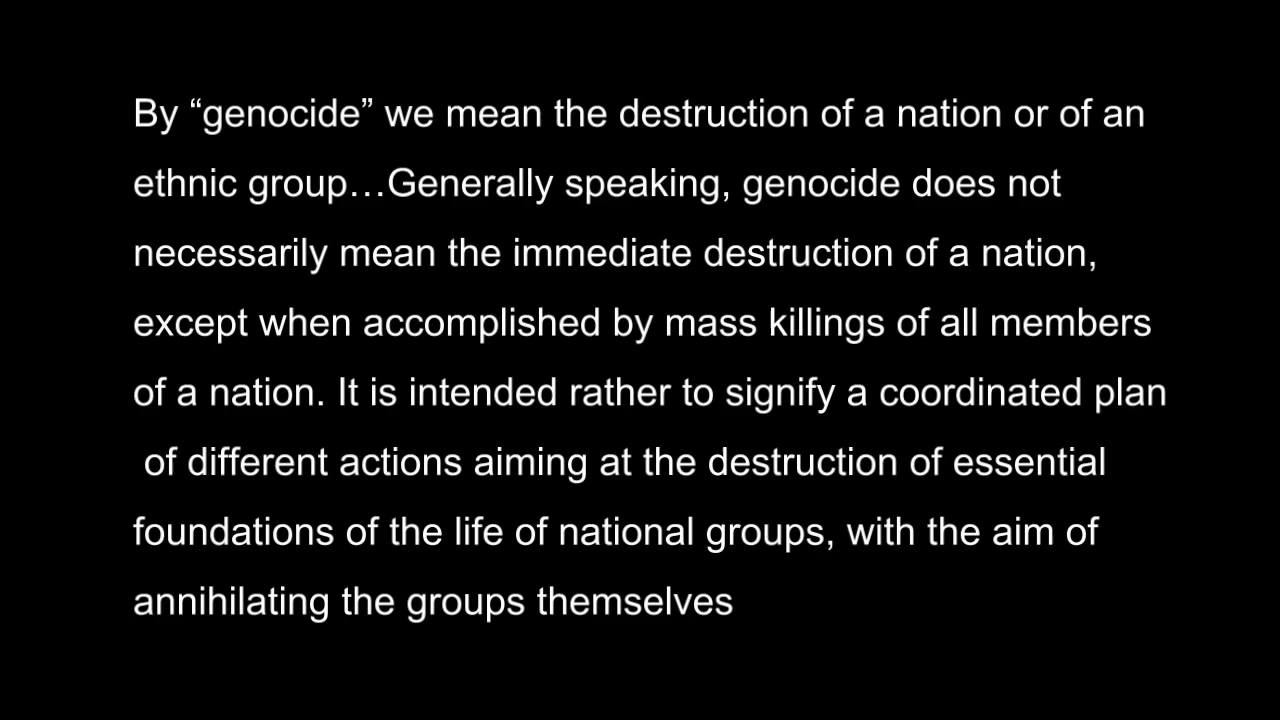 By “genocide” we mean the destruction of a nation or of an
ethnic group…Generally speaking, genocide does not
necessarily mean the immediate destruction of a nation,
except when accomplished by mass killings of all members
of a nation. It is intended rather to signify a coordinated plan
of different actions aiming at the destruction of essential
foundations of the life of national groups, with the aim of
annihilating the groups themselves